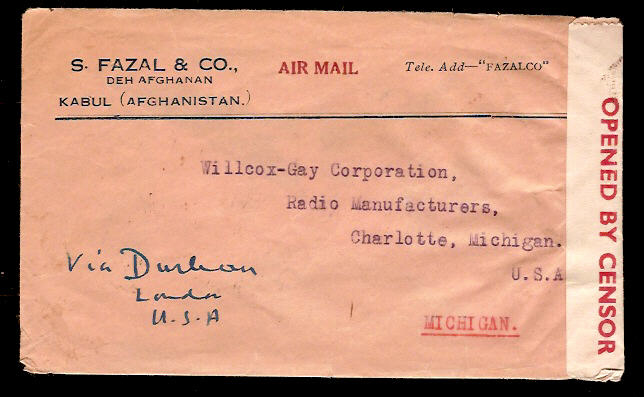 S. FAZAL & CO.,
DEH AFGHANAN
KABUL (AFGHANISTAN.)
AIR MAIL
Tele. Add—"FAZALCO"
Willcox-Gay Corporation,
Radio Manufacturers,
Charlotte, Michigan.
U.S.A
MICHIGAN.
Via Durban
London
U.S.A
OPENED BY CENSOR